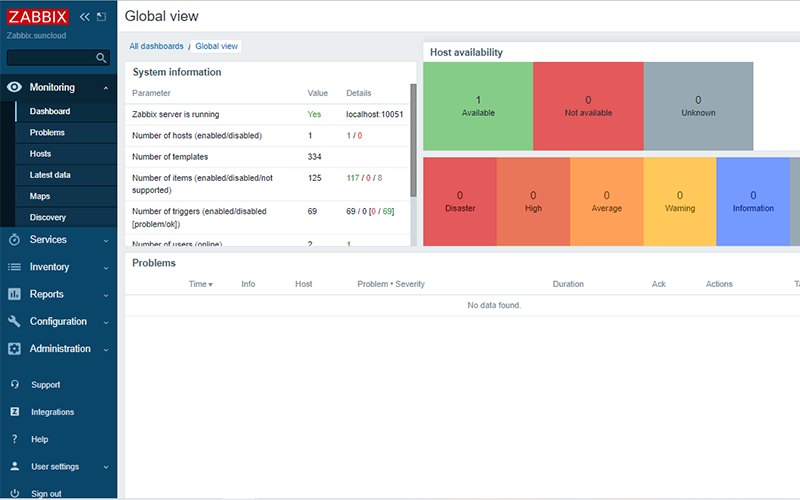 ZABBIX
Zabbix.suncloud
Monitoring
Dashboard
Problems
Hosts
Latest data
Maps
Discovery
Services
Inventory
Reports
Configuration
Administration
Support
Z Integrations
? Help
User settings
Sign out
Global view
All dashboards / Global view
System information
Parameter Value Details
Zabbix server is running Yes localhost:10051
Number of hosts (enabled/disabled) 1 1 / 0
Number of templates 334
Number of items (enabled/disabled/not supported) 125 117 / 0 / 8
Number of triggers (enabled/disabled [problem/ok]) 69 69 / 0 [0 / 69]
Number of users (online) 2 1
Host availability
1 Available
0 Not available
0 Unknown
0 Disaster
0 High
0 Average
0 Warning
0 Information
Problems
Time ▾ Info Host Problem • Severity Duration Ack Actions Ta
No data found.